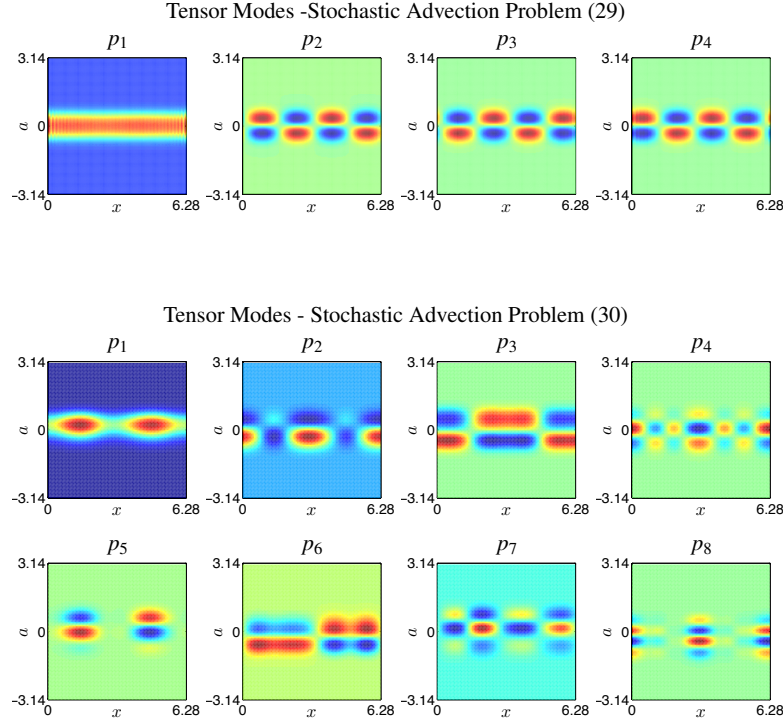 Tensor Modes -Stochastic Advection Problem (29)
p1 p2 p3 p4
3.14 3.14 3.14 3.14
a 0 a 0 a 0 a 0
−3.14 −3.14 −3.14 −3.14
0 x 6.28 0 x 6.28 0 x 6.28 0 x 6.28
Tensor Modes - Stochastic Advection Problem (30)
p1 p2 p3 p4
3.14 3.14 3.14 3.14
a 0 a 0 a 0 a 0
−3.14 −3.14 −3.14 −3.14
0 x 6.28 0 x 6.28 0 x 6.28 0 x 6.28
p5 p6 p7 p8
3.14 3.14 3.14 3.14
a 0 a 0 a 0 a 0
−3.14 −3.14 −3.14 −3.14
0 x 6.28 0 x 6.28 0 x 6.28 0 x 6.28